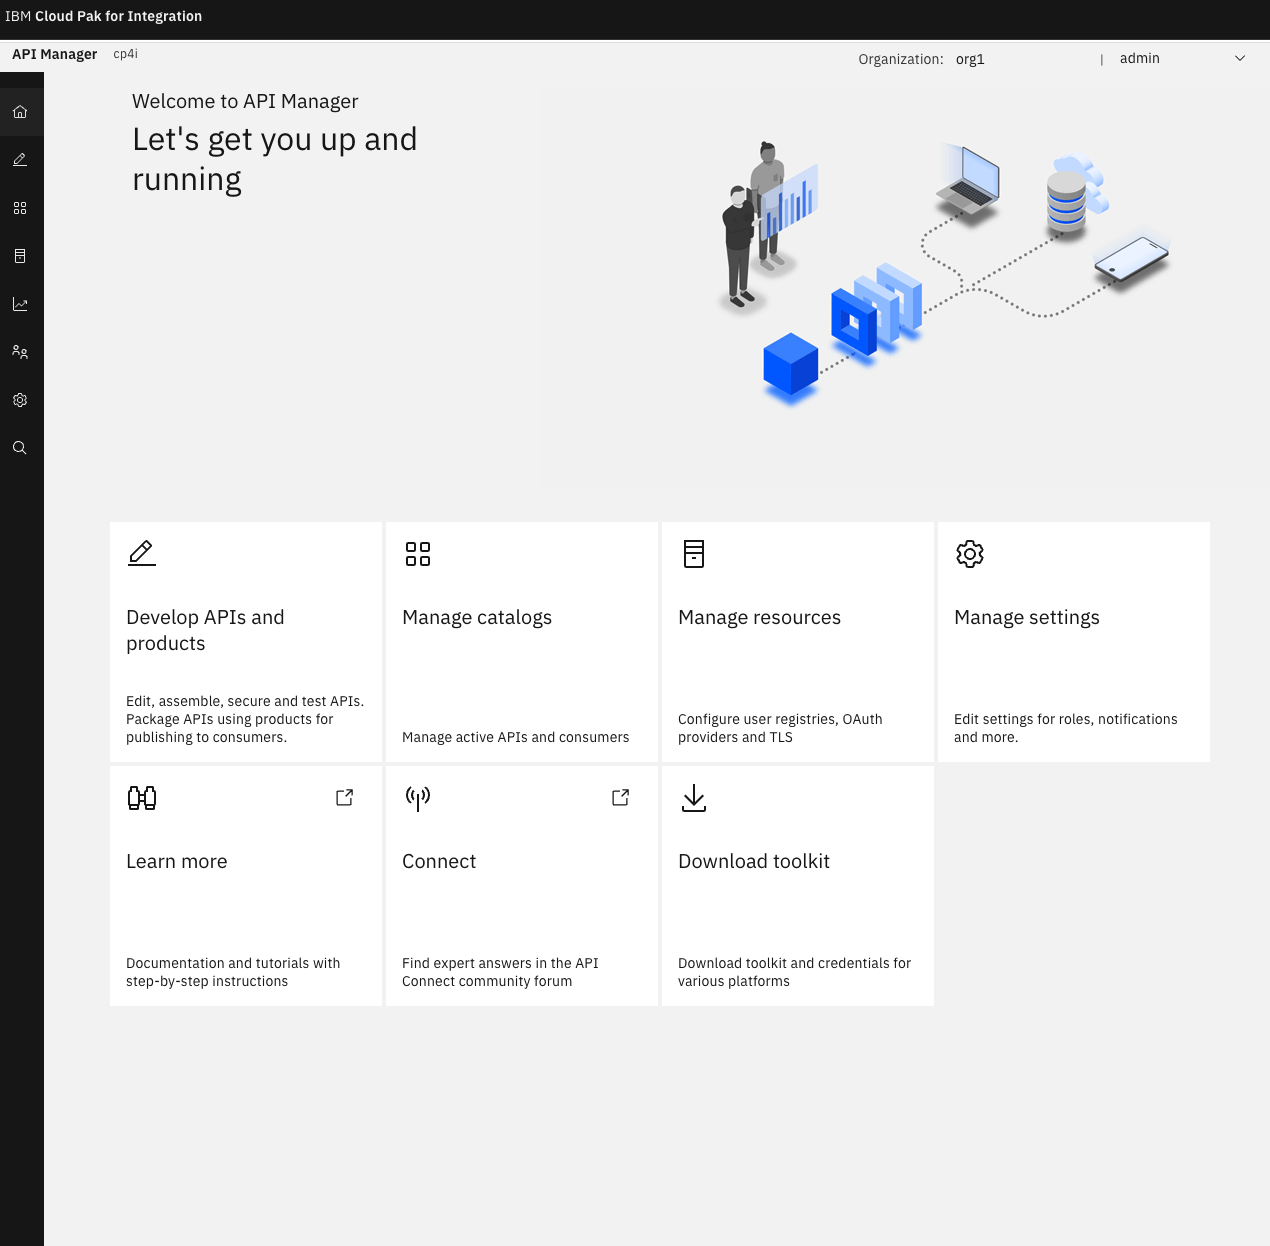 IBM Cloud Pak for Integration
API Manager cp4i
Organization: org1 | admin
Welcome to API Manager
Let's get you up and
running
Develop APIs and
products
Edit, assemble, secure and test APIs.
Package APIs using products for
publishing to consumers.
Manage catalogs
Manage active APIs and consumers
Manage resources
Configure user registries, OAuth
providers and TLS
Manage settings
Edit settings for roles, notifications
and more.
Learn more
Documentation and tutorials with
step-by-step instructions
Connect
Find expert answers in the API
Connect community forum
Download toolkit
Download toolkit and credentials for
various platforms